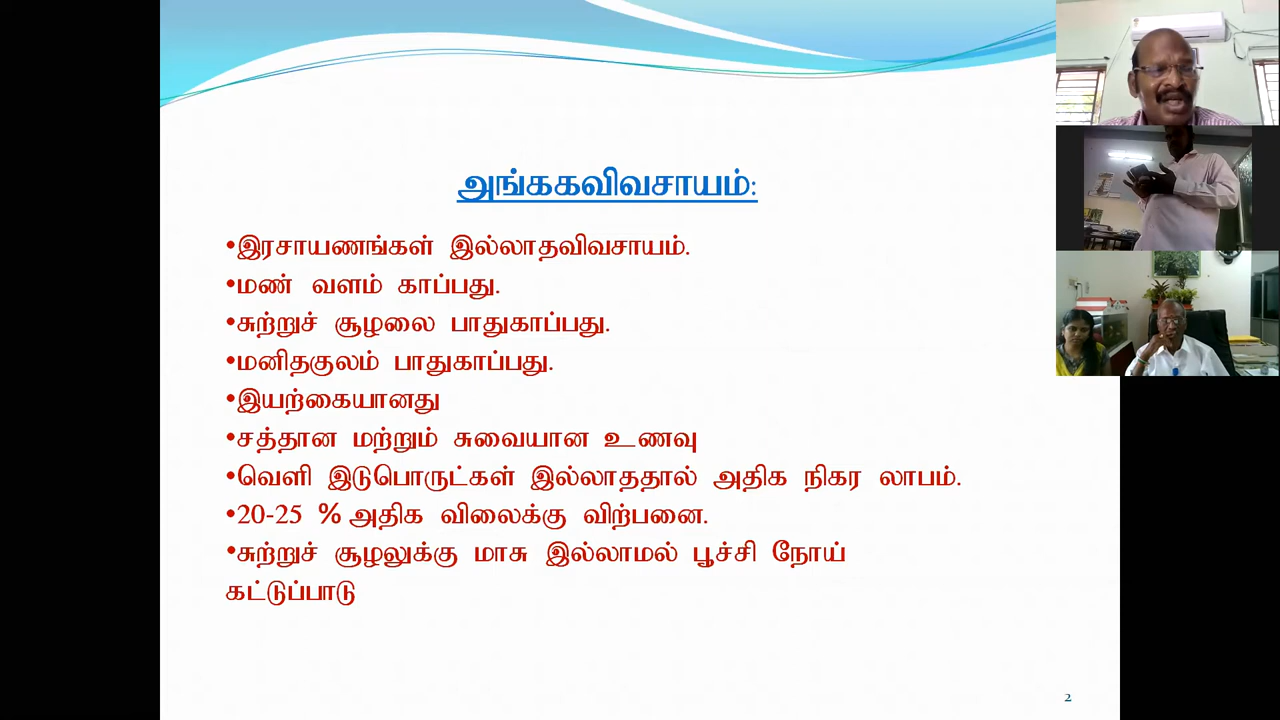 அங்ககவிவசாயம்:
•இரசாயணங்கள் இல்லாதவிவசாயம்.
•மண் வளம் காப்பது.
•சுற்றுச் சூழலை பாதுகாப்பது.
•மனிதகுலம் பாதுகாப்பது.
•இயற்கையானது
•சத்தான மற்றும் சுவையான உணவு
•வெளி இடுபொருட்கள் இல்லாததால் அதிக நிகர லாபம்.
•20-25 % அதிக விலைக்கு விற்பனை.
•சுற்றுச் சூழலுக்கு மாசு இல்லாமல் பூச்சி நோய்
கட்டுப்பாடு
2